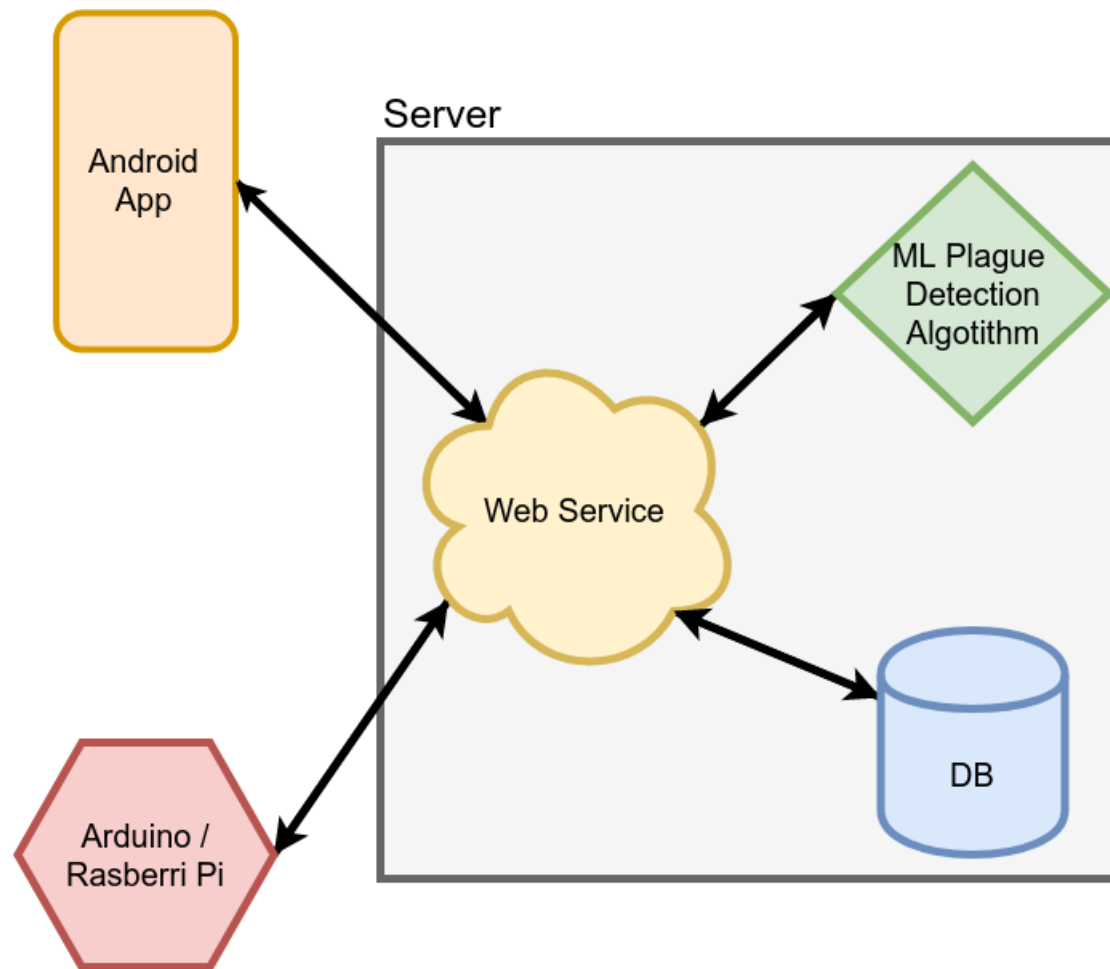 Server
Android
App
ML Plague
Detection
Algotithm
Web Service
DB
Arduino /
Rasberri Pi